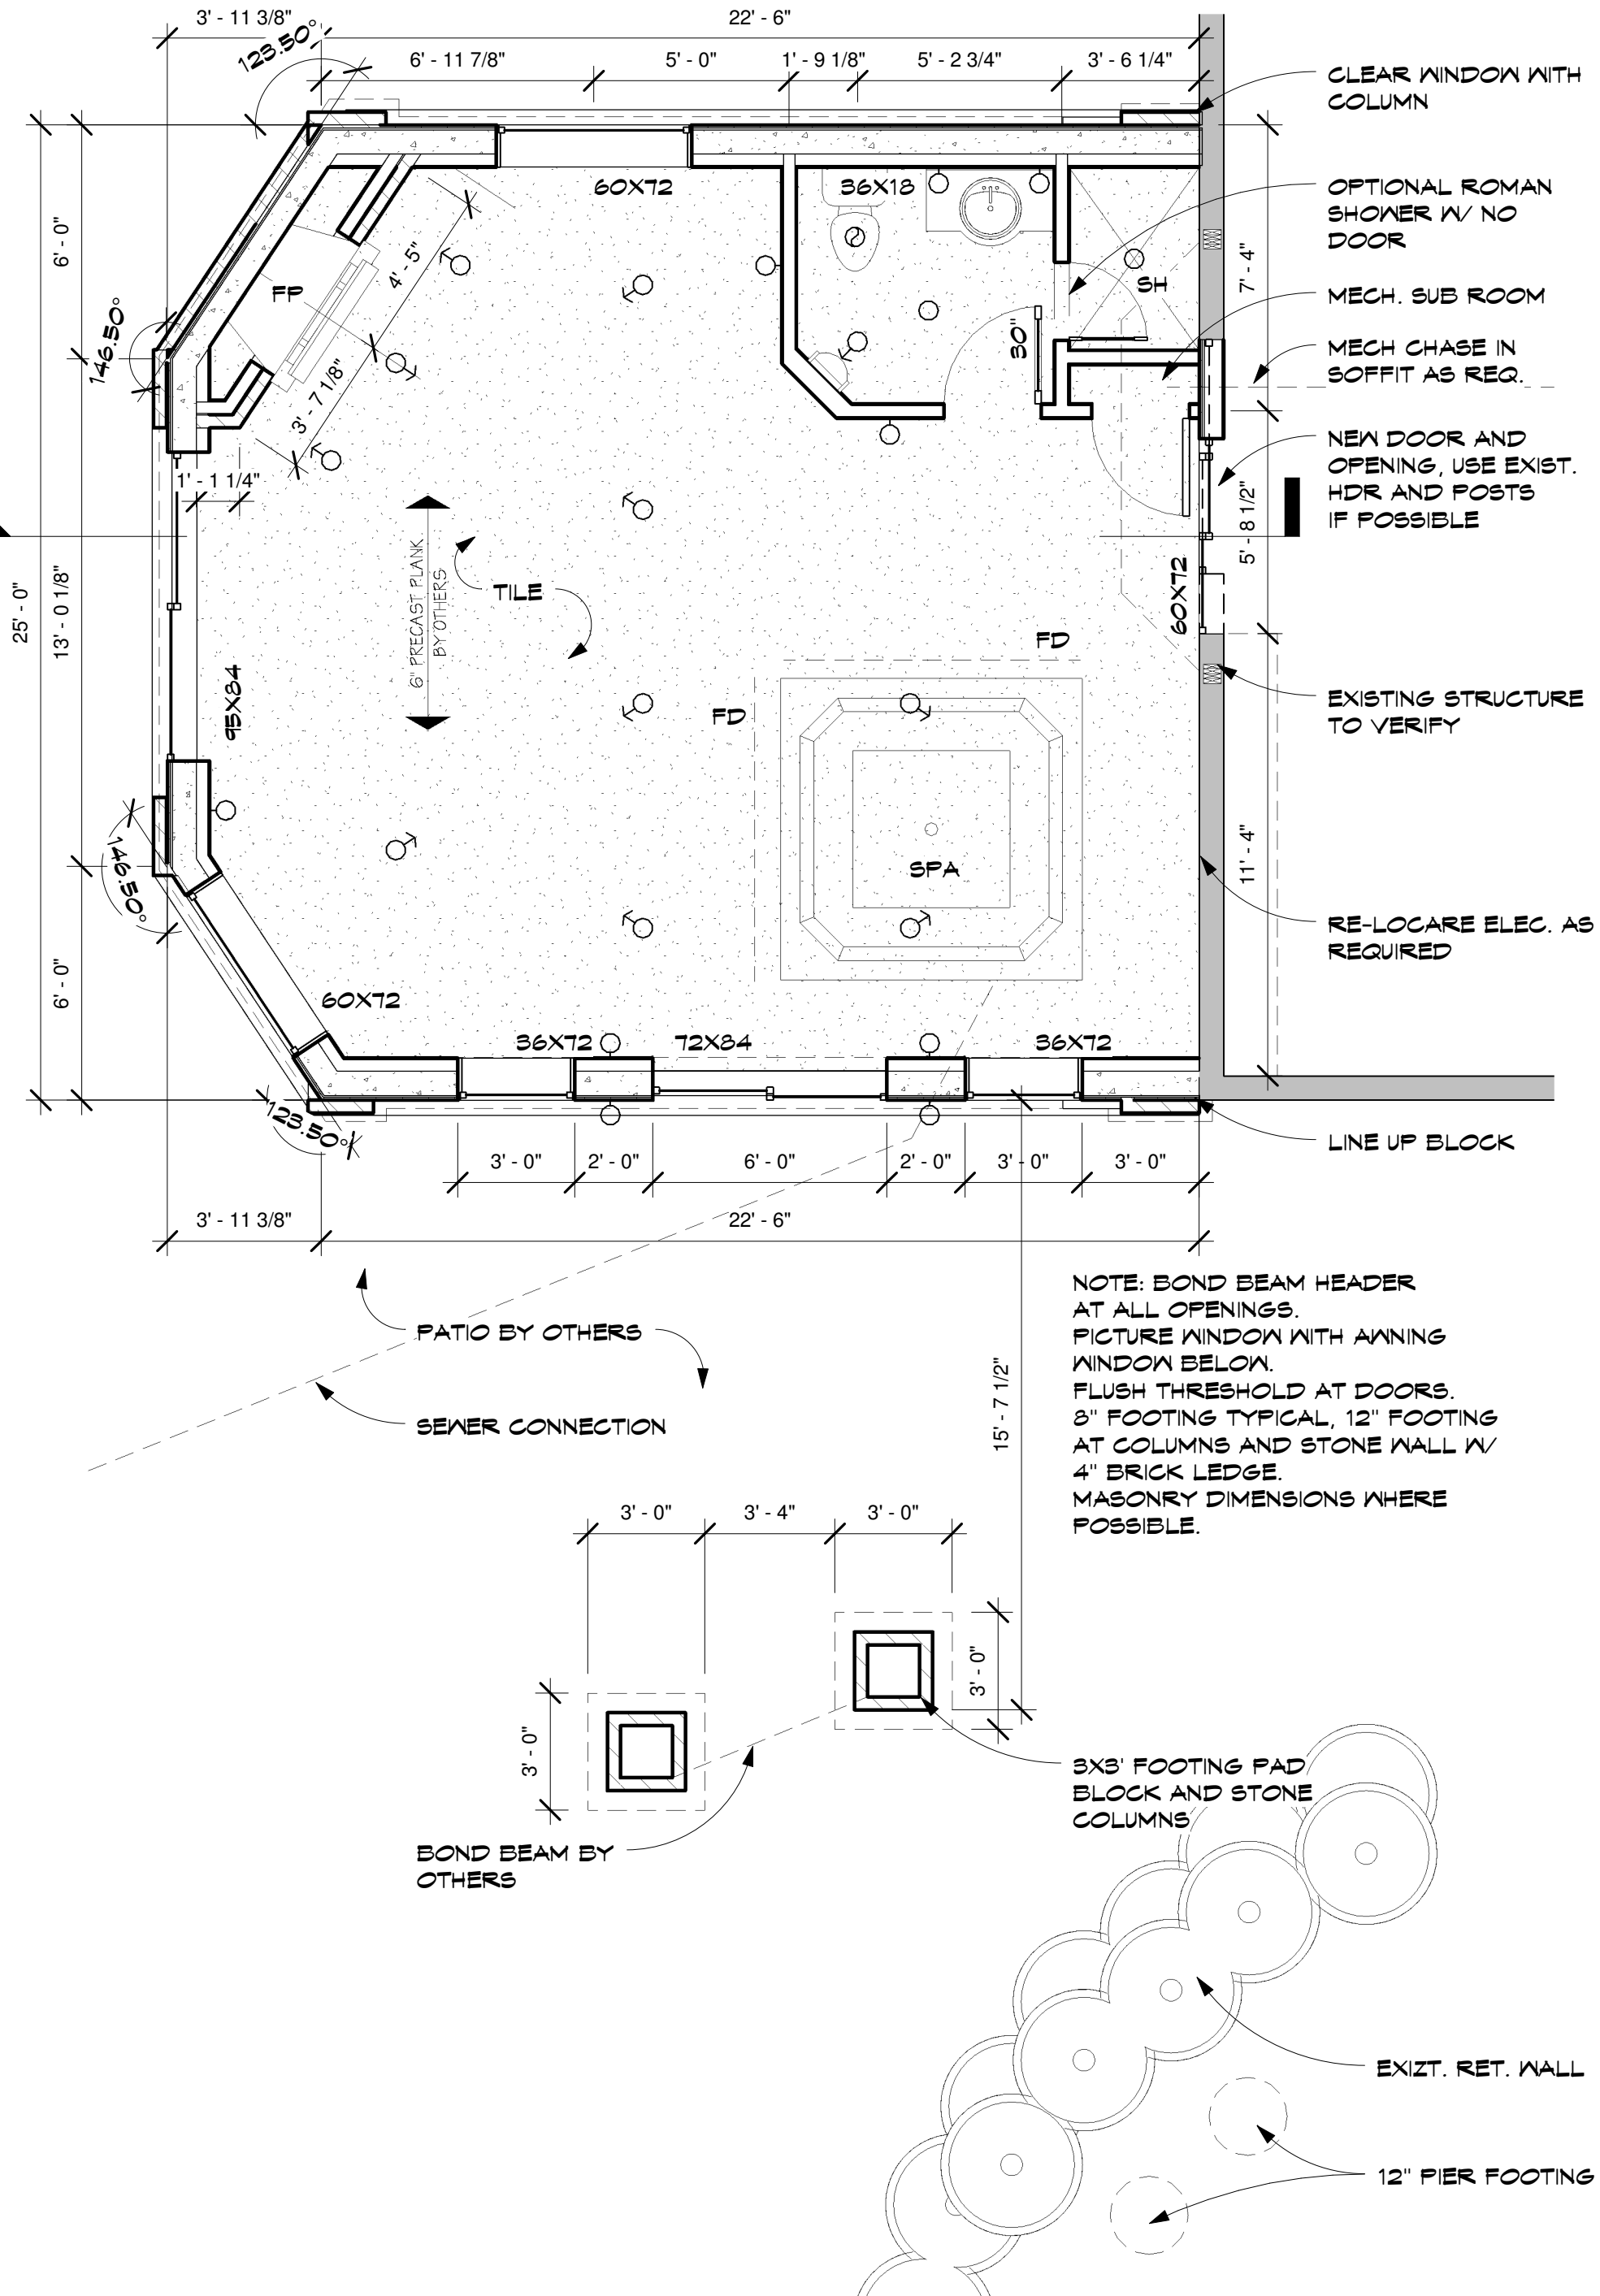 3' - 11 3/8"
22' - 6"
123.50°
6' - 11 7/8"
5' - 0"
1' - 9 1/8"
5' - 2 3/4"
3' - 6 1/4"
CLEAR WINDOW WITH
COLUMN
60X72
36X18
OPTIONAL ROMAN
SHOWER W/ NO
DOOR
6' - 0"
4' - 5"
FP
SH
7' - 4"
MECH. SUB ROOM
146.50°
30"
MECH CHASE IN
SOFFIT AS REQ.
3' - 7 1/8"
NEW DOOR AND
OPENING, USE EXIST.
HDR AND POSTS
IF POSSIBLE
1' - 1 1/4"
5' - 8 1/2"
25' - 0"
13' - 0 1/8"
6" PRECAST PLANK
BY OTHERS
TILE
60X72
FD
95X84
FD
EXISTING STRUCTURE
TO VERIFY
146.50°
SPA
11' - 4"
RE-LOCARE ELEC. AS
REQUIRED
6' - 0"
60X72
36X72
72X84
36X72
123.50°
LINE UP BLOCK
3' - 0"
2' - 0"
6' - 0"
2' - 0"
3' - 0"
3' - 0"
3' - 11 3/8"
22' - 6"
NOTE: BOND BEAM HEADER
AT ALL OPENINGS.
PICTURE WINDOW WITH AWNING
WINDOW BELOW.
FLUSH THRESHOLD AT DOORS.
8" FOOTING TYPICAL, 12" FOOTING
AT COLUMNS AND STONE WALL W/
4" BRICK LEDGE.
MASONRY DIMENSIONS WHERE
POSSIBLE.
PATIO BY OTHERS
SEWER CONNECTION
15' - 7 1/2"
3' - 0"
3' - 4"
3' - 0"
3' - 0"
3' - 0"
3X3' FOOTING PAD
BLOCK AND STONE
COLUMNS
BOND BEAM BY
OTHERS
EXIZT. RET. WALL
12" PIER FOOTING